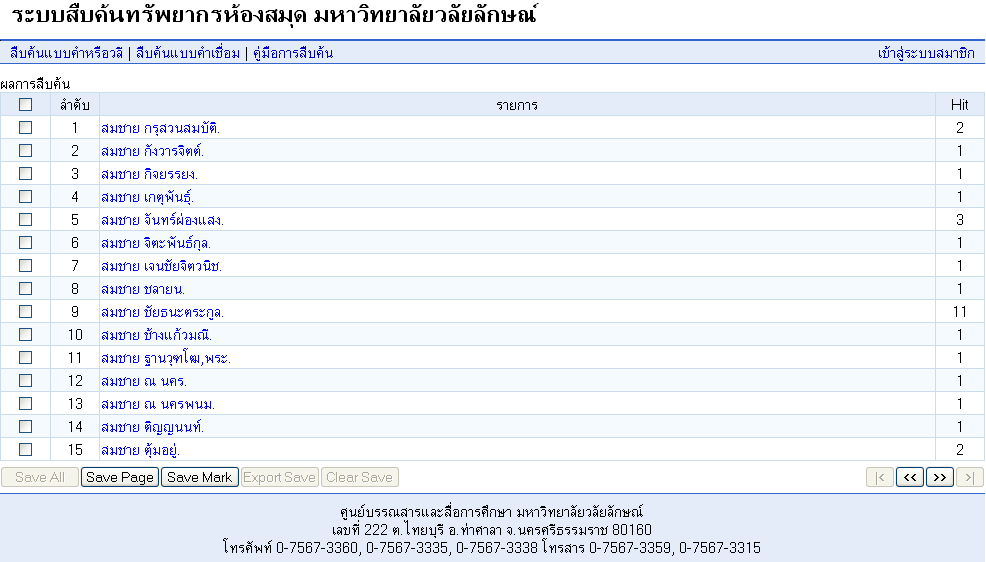 ระบบสืบค้นทรัพยากรห้องสมุด มหาวิทยาลัยวลัยลักษณ์
สืบค้นแบบคำหรือวลี | สืบค้นแบบคำเชื่อม | คู่มือการสืบค้น เข้าสู่ระบบสมาชิก
ผลการสืบค้น
ลำดับ รายการ Hit
1 สมชาย กรุสวนสมบัติ. 2
2 สมชาย กังวารจิตต์. 1
3 สมชาย กิจยรรยง. 1
4 สมชาย เกตุพันธุ์. 1
5 สมชาย จันทร์ผ่องแสง. 3
6 สมชาย จิตะพันธ์กุล. 1
7 สมชาย เจนชัยจิตวนิช. 1
8 สมชาย ชลายน. 1
9 สมชาย ชัยธนะตระกูล. 11
10 สมชาย ช้างแก้วมณี. 1
11 สมชาย ฐานวุฑโฒ,พระ. 1
12 สมชาย ณ นคร. 1
13 สมชาย ณ นครพนม. 1
14 สมชาย ติญญนนท์. 1
15 สมชาย ตุ้มอยู่. 2
Save All Save Page Save Mark Export Save Clear Save |< << >> >|
ศูนย์บรรณสารและสื่อการศึกษา มหาวิทยาลัยวลัยลักษณ์
เลขที่ 222 ต.ไทยบุรี อ.ท่าศาลา จ.นครศรีธรรมราช 80160
โทรศัพท์ 0-7567-3360, 0-7567-3335, 0-7567-3338 โทรสาร 0-7567-3359, 0-7567-3315